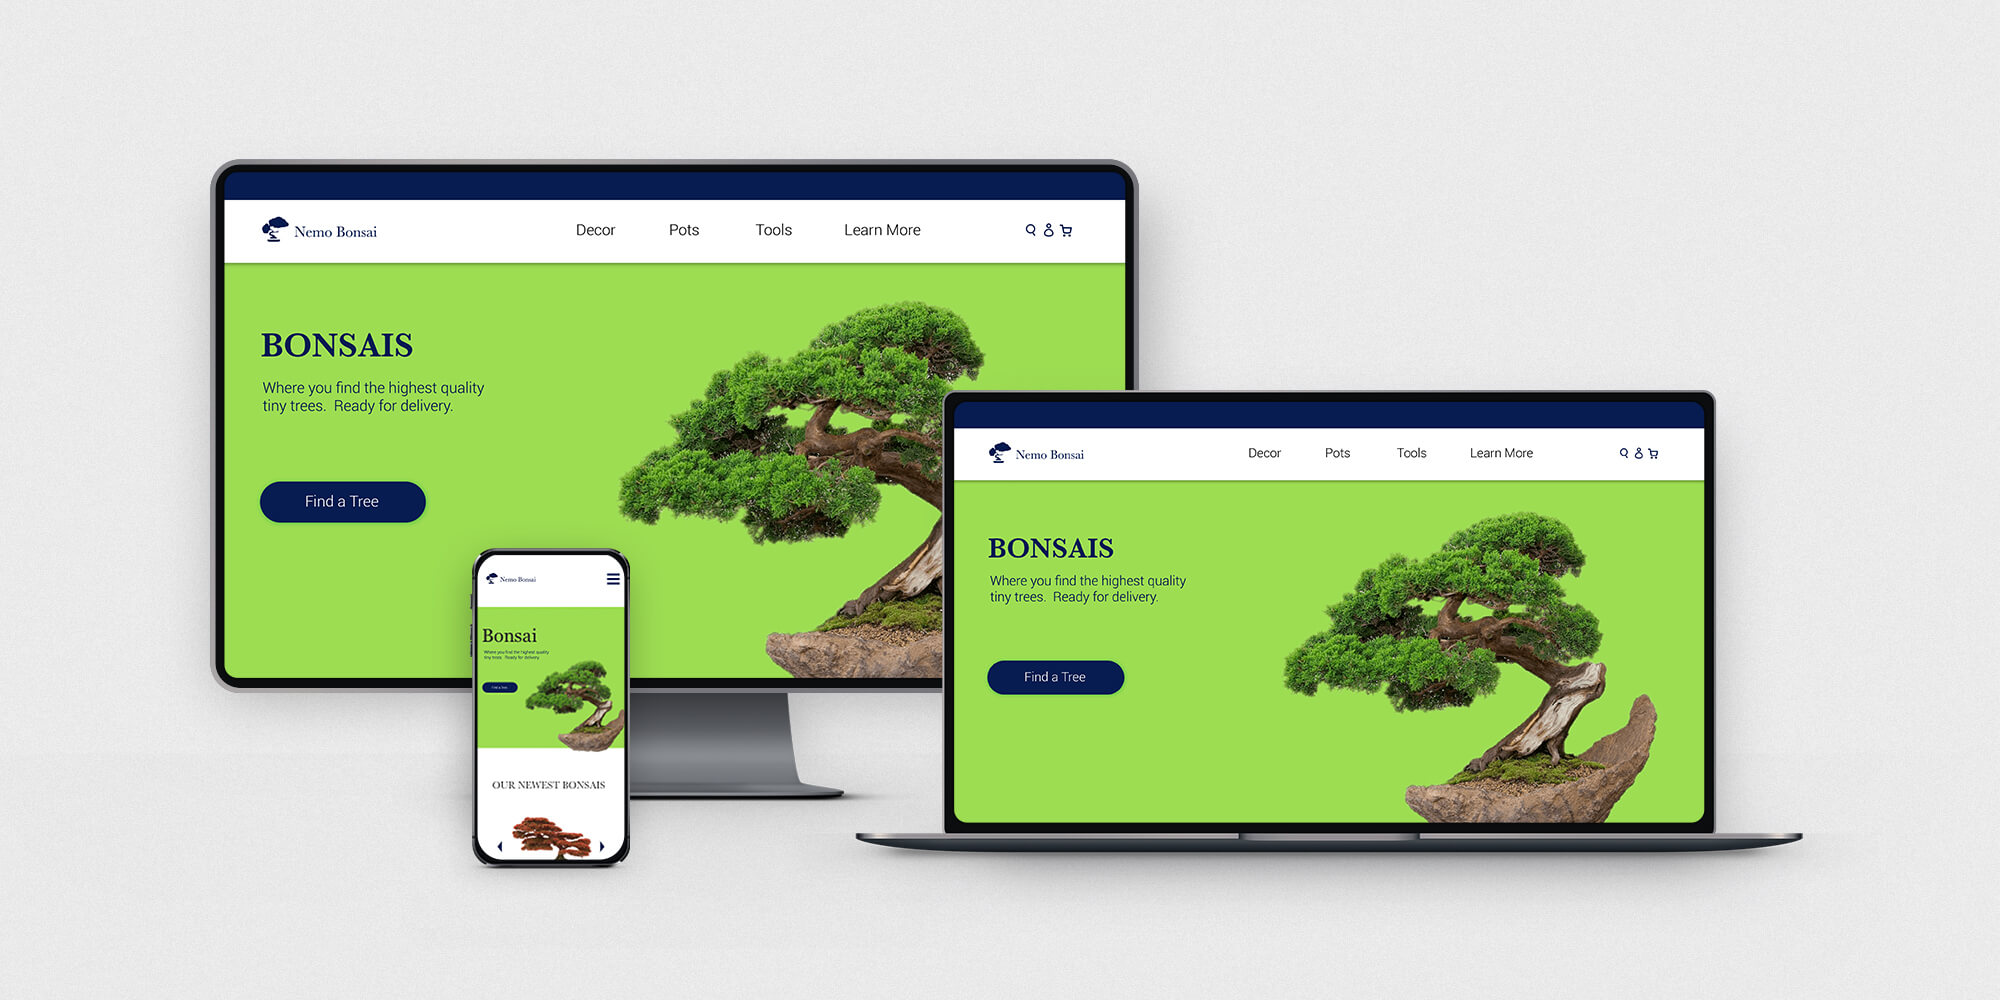 Nemo Bonsai
Decor
Pots
Tools
Learn More
BONSAIS
Where you find the highest quality
tiny trees.  Ready for delivery.
Find a Tree
Nemo Bonsai
Bonsai
Where you find the highest quality
tiny trees.  Ready for delivery.
Find a Tree
OUR NEWEST BONSAIS
Nemo Bonsai
Decor
Pots
Tools
Learn More
BONSAIS
Where you find the highest quality
tiny trees.  Ready for delivery.
Find a Tree